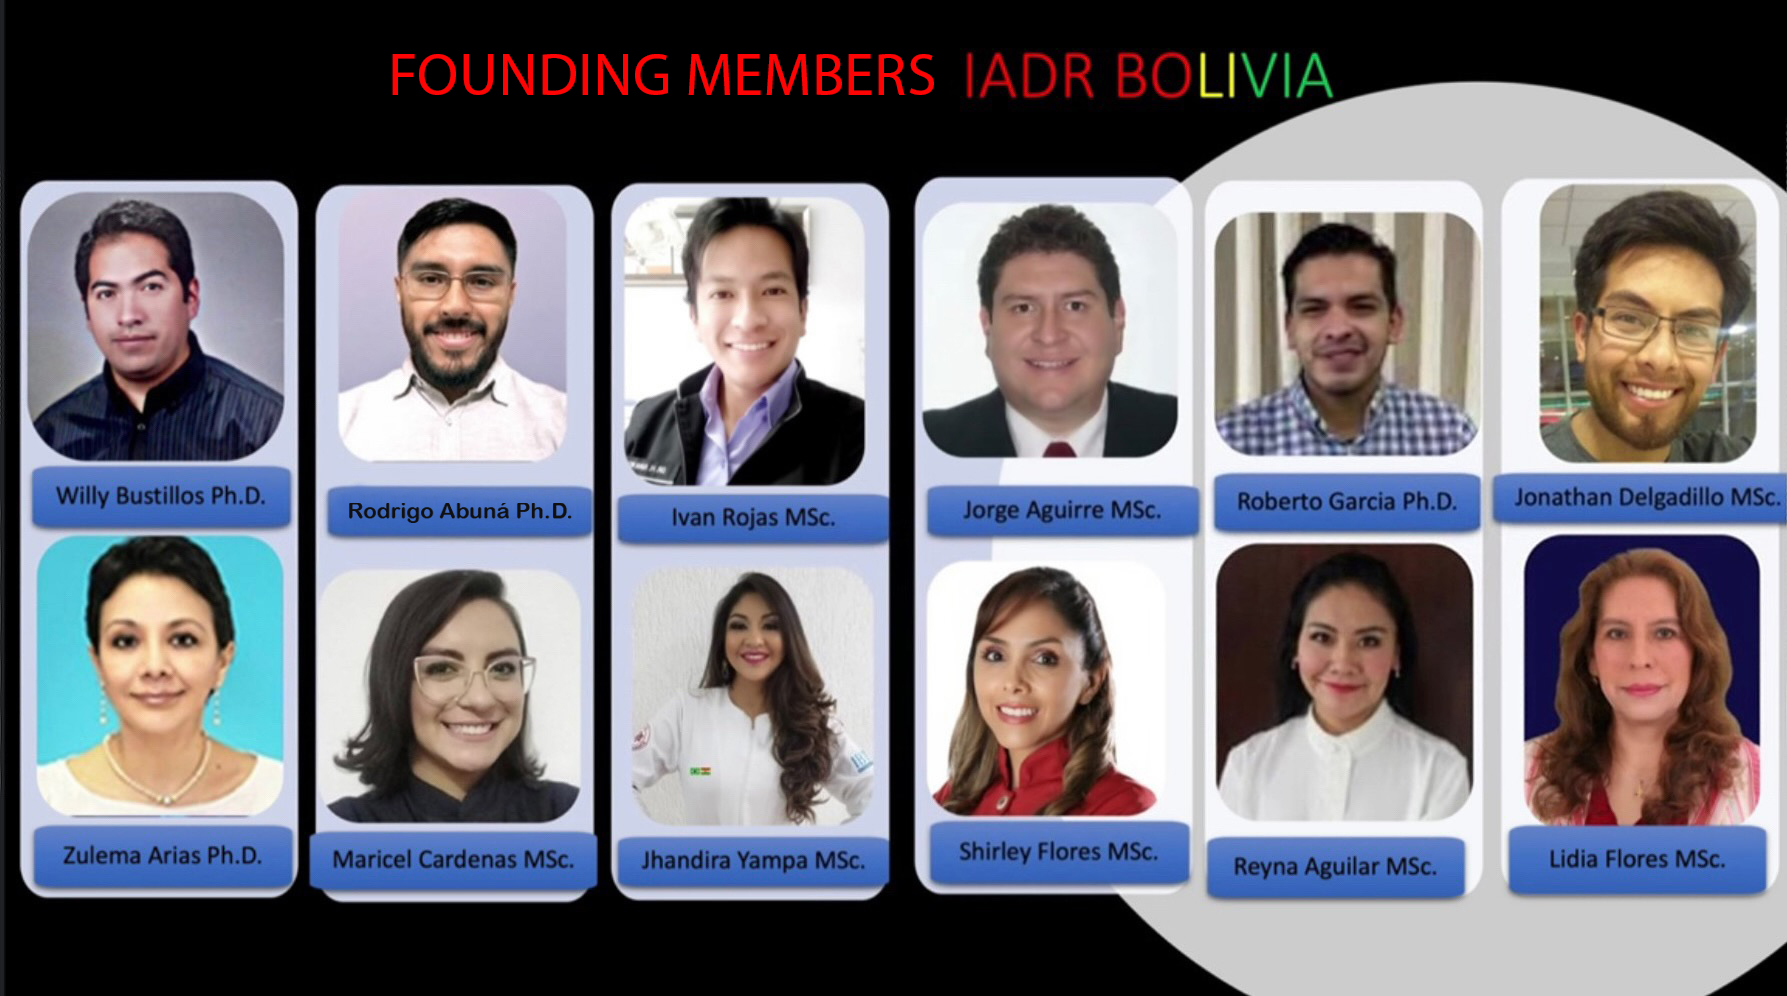 FOUNDING MEMBERS IADR BOLIVIA
Willy Bustillos Ph.D.
Rodrigo Abuná Ph.D.
Ivan Rojas MSc.
Jorge Aguirre MSc.
Roberto Garcia Ph.D.
Jonathan Delgadillo MSc.
Zulema Arias Ph.D.
Maricel Cardenas MSc.
Jhandira Yampa MSc.
Shirley Flores MSc.
Reyna Aguilar MSc.
Lidia Flores MSc.